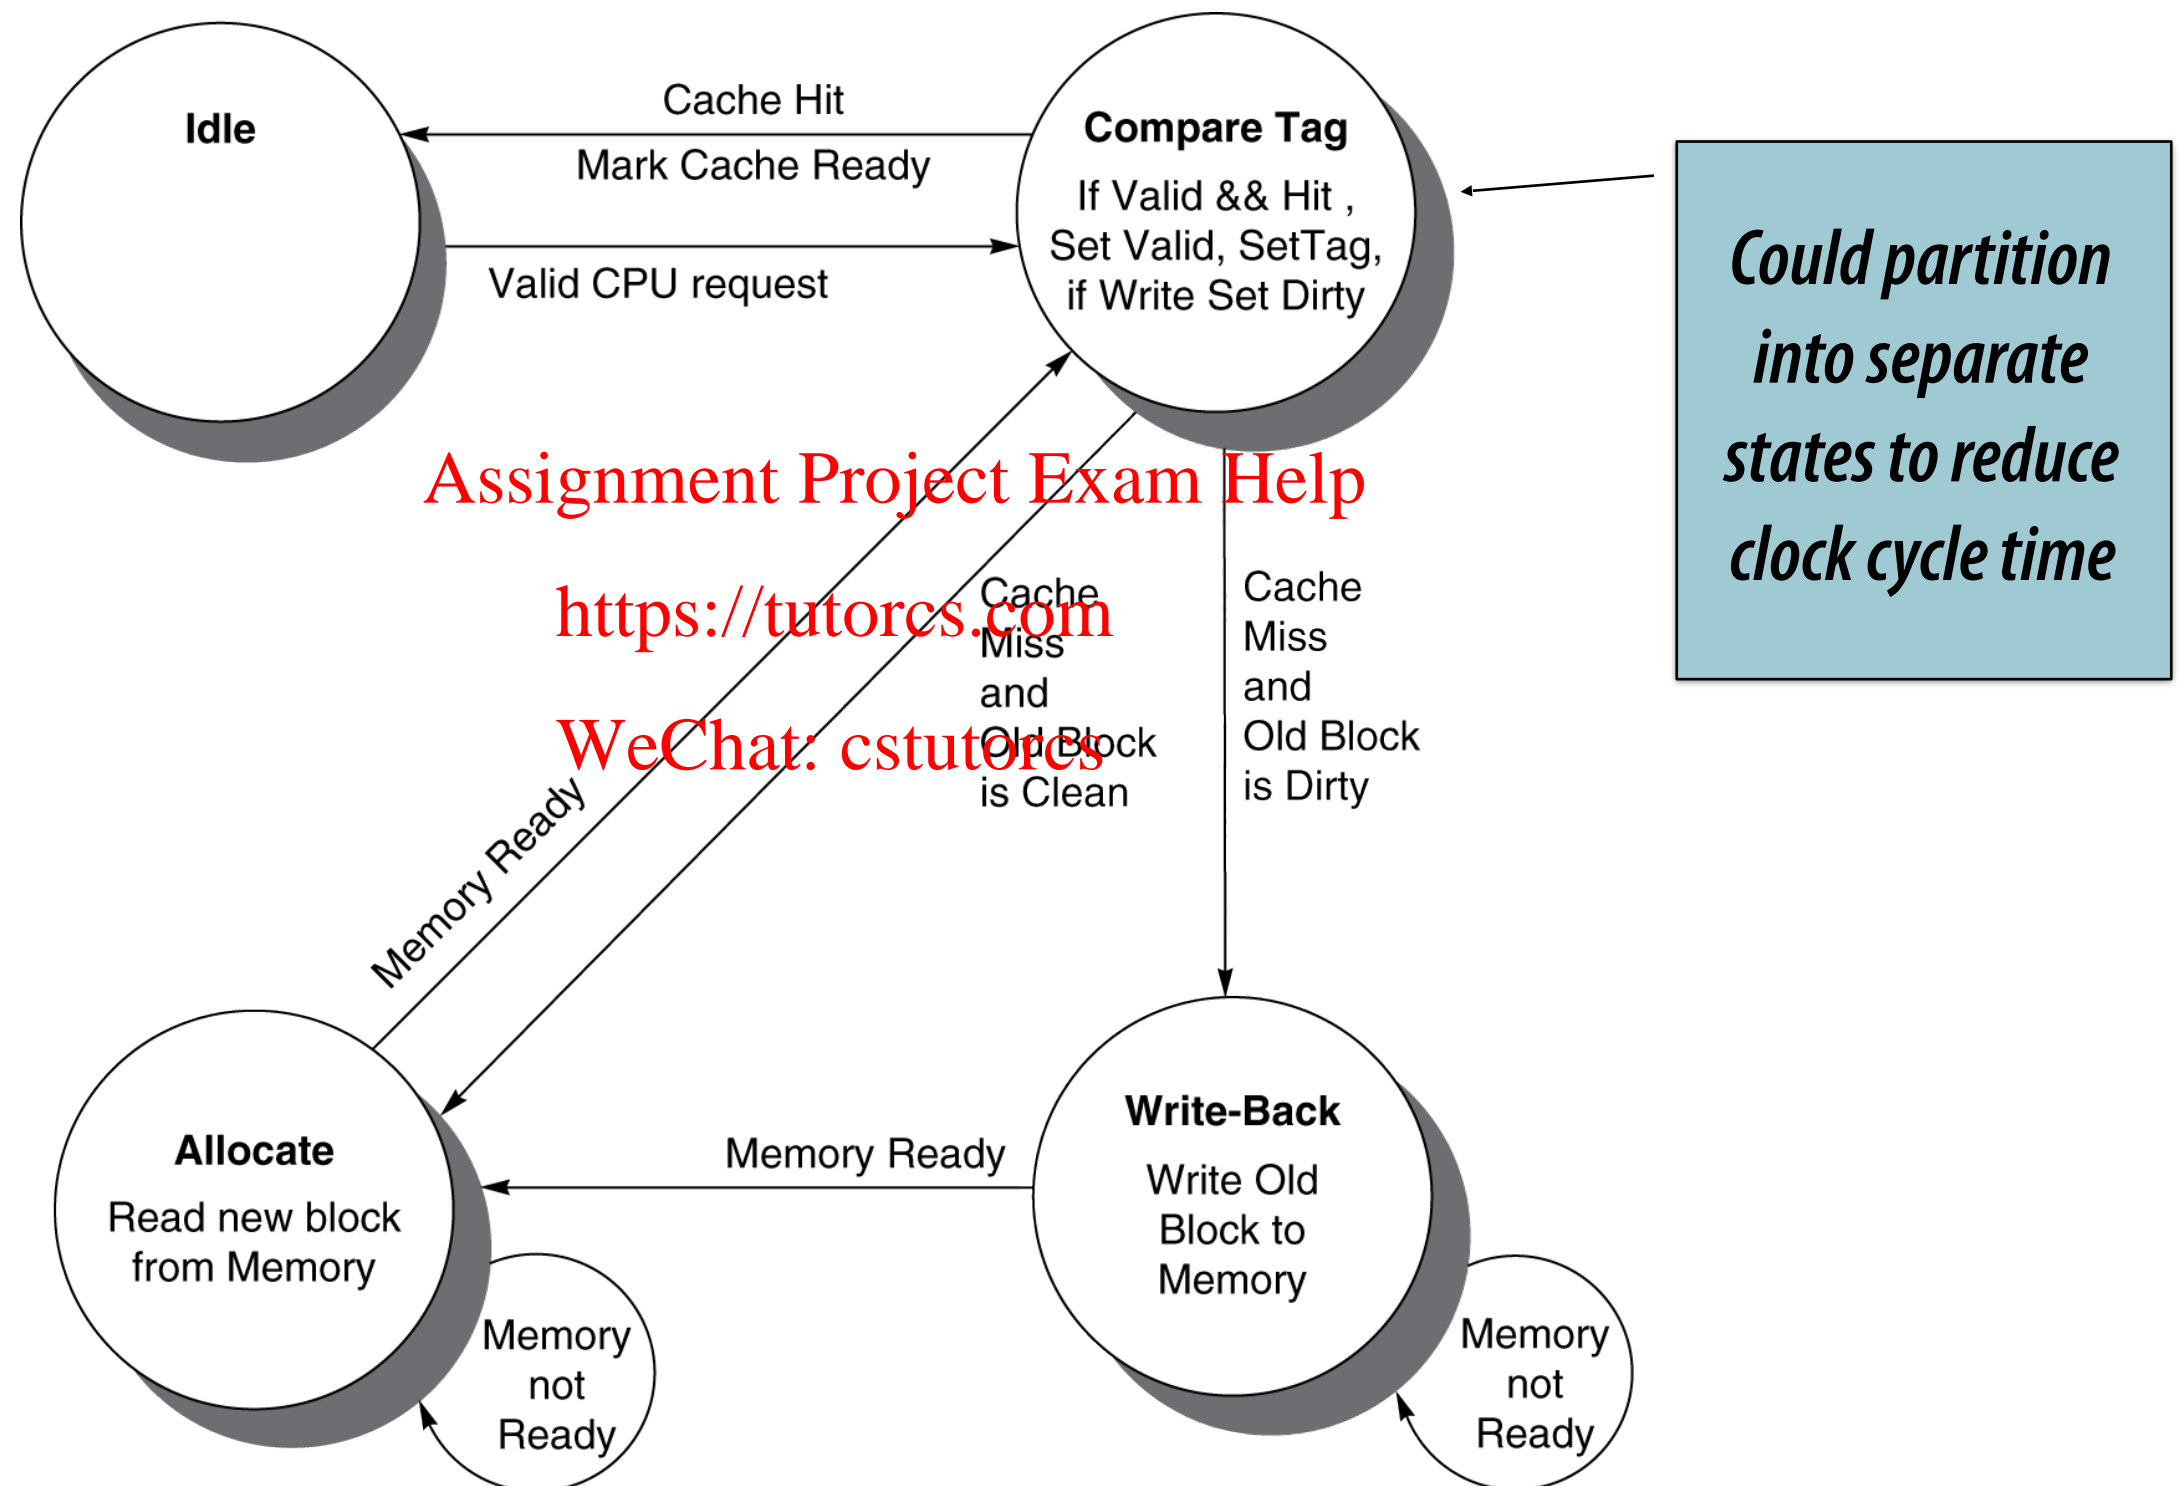 Idle
Cache Hit
Mark Cache Ready
Valid CPU request
Compare Tag
If Valid && Hit ,
Set Valid, SetTag,
if Write Set Dirty
Could partition
into separate
states to reduce
clock cycle time
Assignment Project Exam Help
https://tutorcs.com
WeChat: cstutorcs
Cache
Miss
and
Old Block
is Clean
Cache
Miss
and
Old Block
is Dirty
Memory Ready
Allocate
Read new block
from Memory
Memory Ready
Write-Back
Write Old
Block to
Memory
Memory
not
Ready
Memory
not
Ready